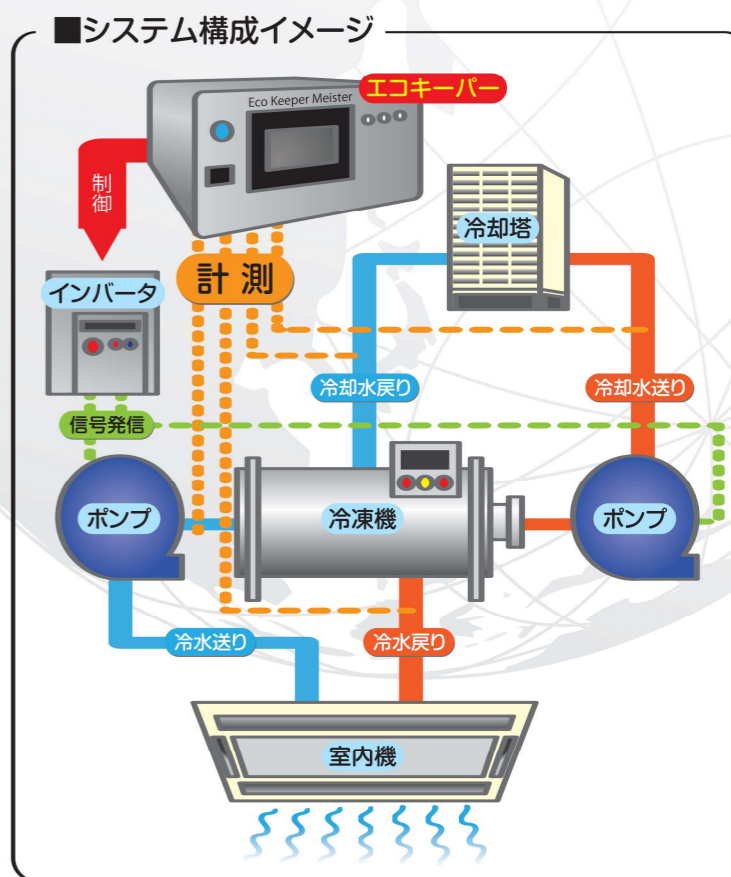 ■システム構成イメージ
エコキーパー
Eco Keeper Meister
制御
計測
冷却塔
インバータ
冷却水戻り
冷却水送り
信号発信
ポンプ
冷凍機
ポンプ
冷水送り
冷水戻り
室内機